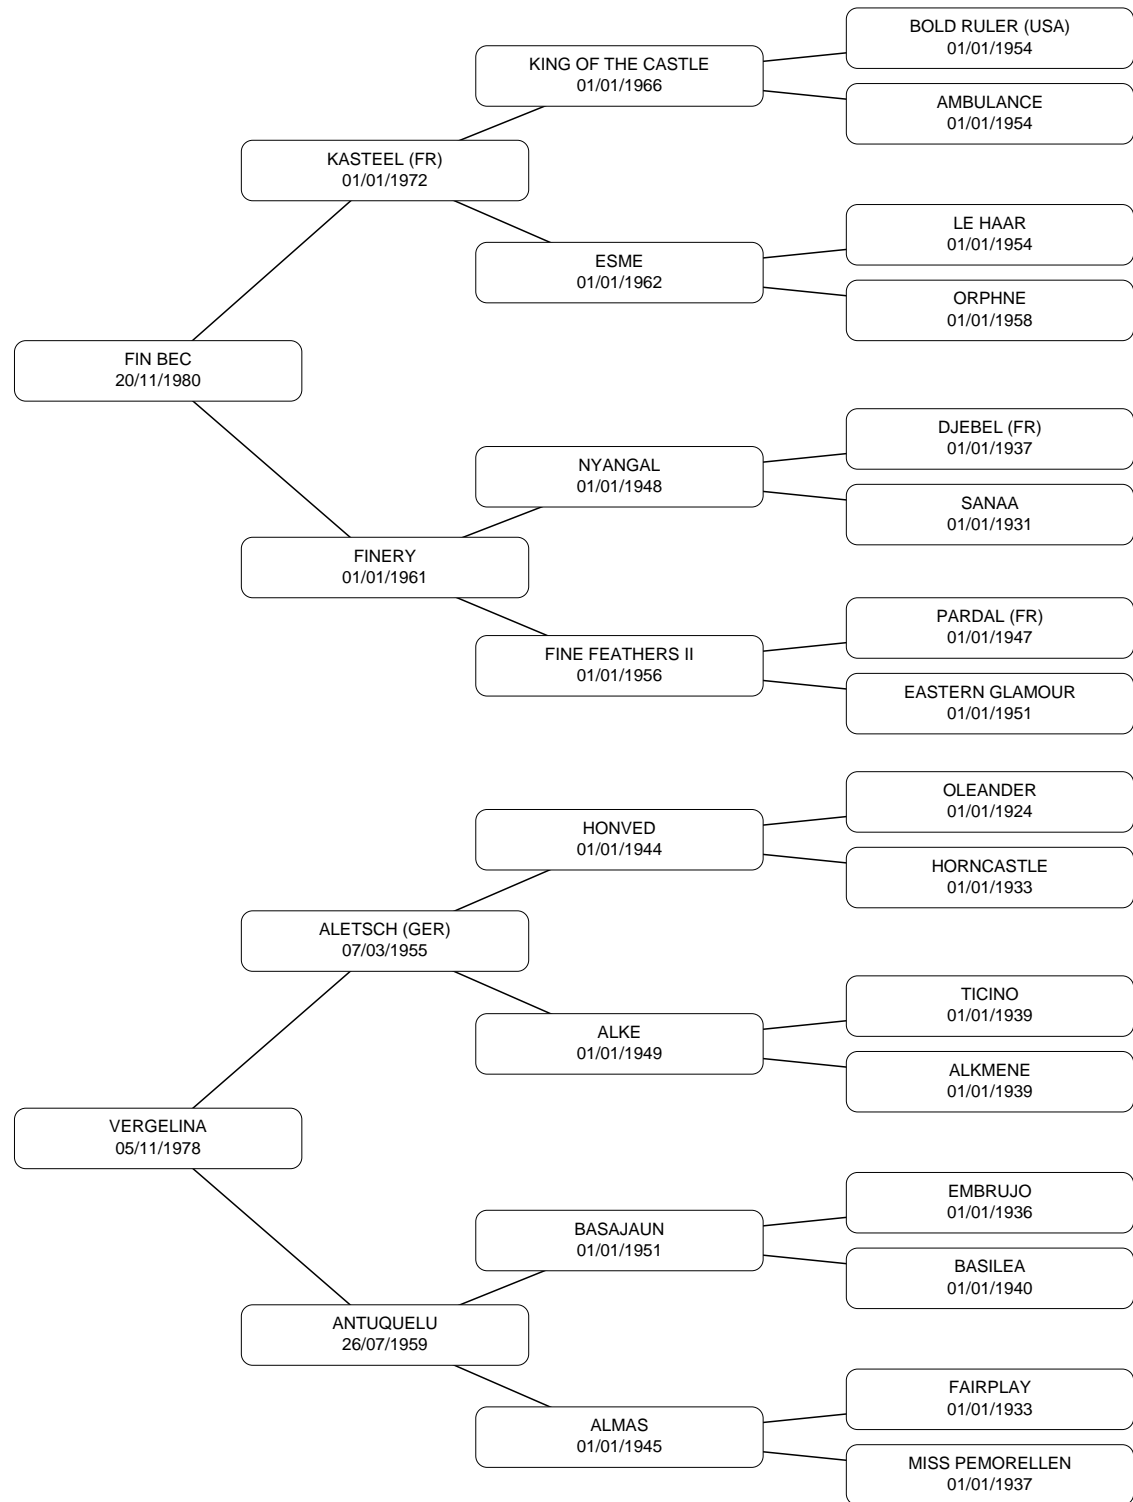 BOLD RULER (USA)
01/01/1954
KING OF THE CASTLE
01/01/1966
AMBULANCE
01/01/1954
KASTEEL (FR)
01/01/1972
LE HAAR
01/01/1954
ESME
01/01/1962
ORPHNE
01/01/1958
FIN BEC
20/11/1980
DJEBEL (FR)
01/01/1937
NYANGAL
01/01/1948
SANAA
01/01/1931
FINERY
01/01/1961
PARDAL (FR)
01/01/1947
FINE FEATHERS II
01/01/1956
EASTERN GLAMOUR
01/01/1951
OLEANDER
01/01/1924
HONVED
01/01/1944
HORNCASTLE
01/01/1933
ALETSCH (GER)
07/03/1955
TICINO
01/01/1939
ALKE
01/01/1949
ALKMENE
01/01/1939
VERGELINA
05/11/1978
EMBRUJO
01/01/1936
BASAJAUN
01/01/1951
BASILEA
01/01/1940
ANTUQUELU
26/07/1959
FAIRPLAY
01/01/1933
ALMAS
01/01/1945
MISS PEMORELLEN
01/01/1937